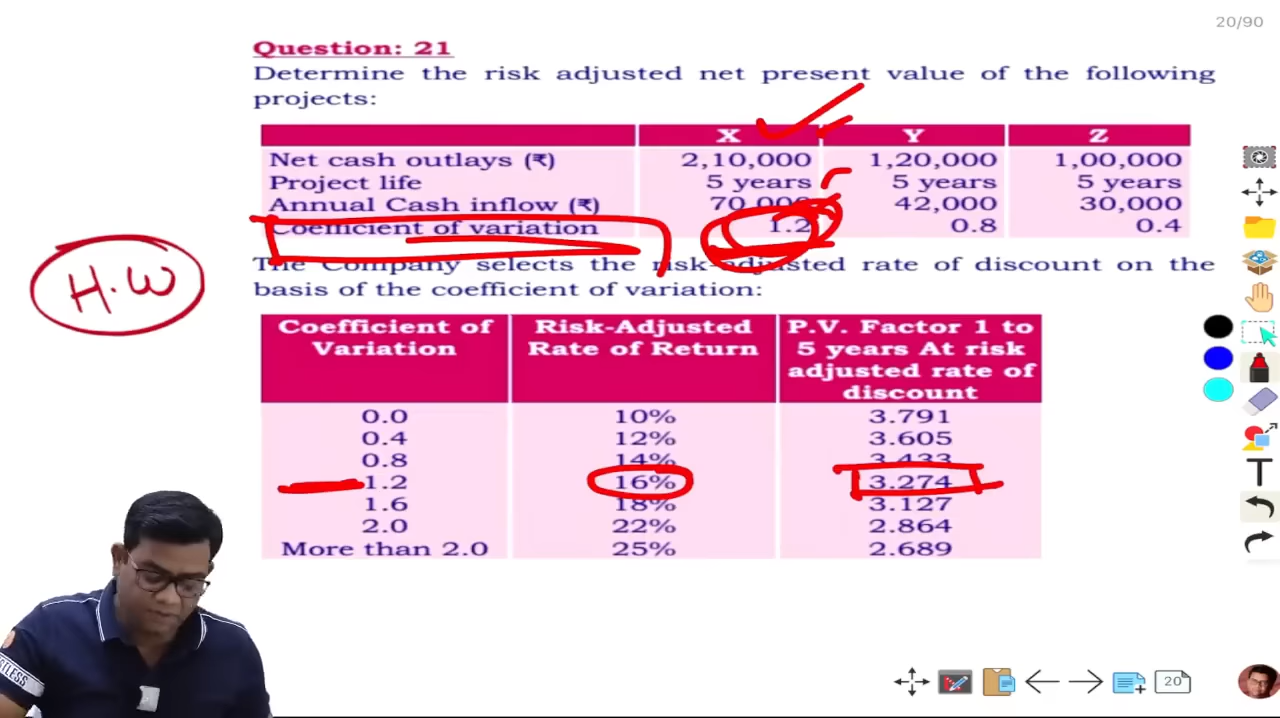 20/90
Question: 21
Determine the risk adjusted net present value of the following
projects:
X Y Z
Net cash outlays (₹) 2,10,000 1,20,000 1,00,000
Project life 5 years 5 years 5 years
Annual Cash inflow (₹) 70,000 42,000 30,000
Coefficient of variation 1.2 0.8 0.4
H.W
The Company selects the risk-adjusted rate of discount on the
basis of the coefficient of variation:
Coefficient of Variation Risk-Adjusted Rate of Return P.V. Factor 1 to 5 years At risk adjusted rate of discount
0.0 10% 3.791
0.4 12% 3.605
0.8 14% 3.433
1.2 16% 3.274
1.6 18% 3.127
2.0 22% 2.864
More than 2.0 25% 2.689
T
20